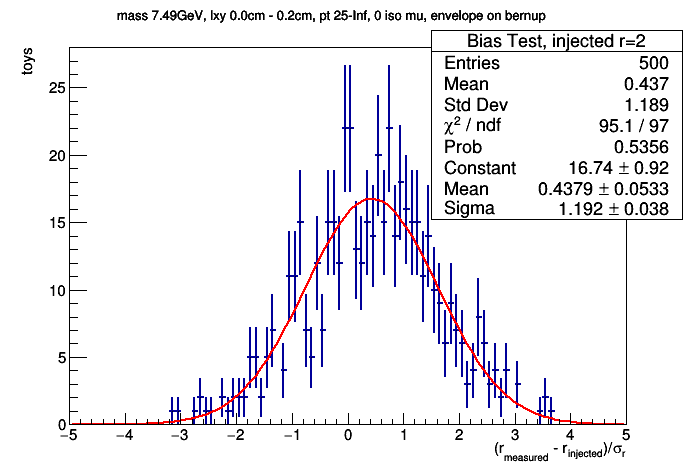 mass 7.49GeV, lxy 0.0cm - 0.2cm, pt 25-Inf, 0 iso mu, envelope on bernup
Bias Test, injected r=2
Entries 500
Mean 0.437
Std Dev 1.189
χ² / ndf 95.1 / 97
Prob 0.5356
Constant 16.74 ± 0.92
Mean 0.4379 ± 0.0533
Sigma 1.192 ± 0.038
toys
25
20
15
10
5
0
−5 −4 −3 −2 −1 0 1 2 3 4 5
(r_measured - r_injected)/σ_r